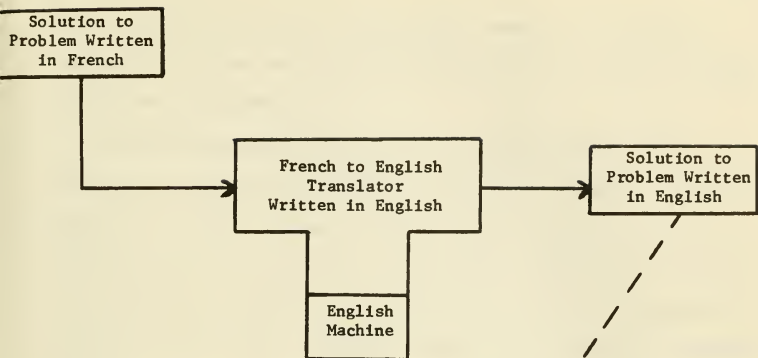 Solution to
Problem Written
in French
French to English
Translator
Written in English
Solution to
Problem Written
in English
English
Machine